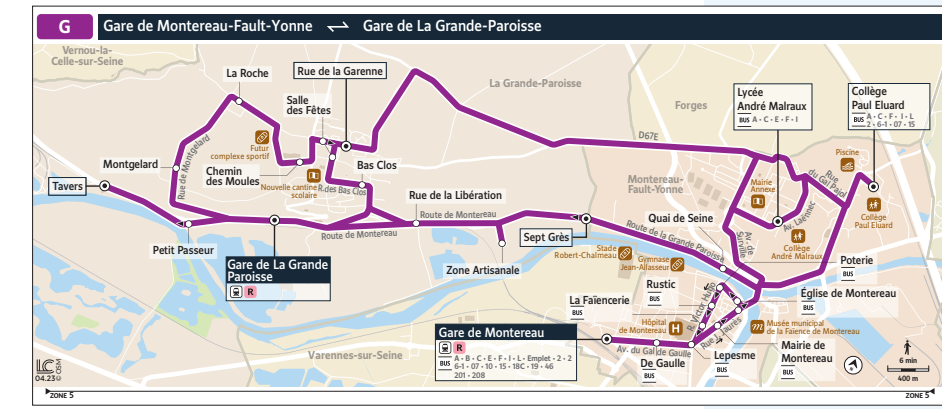 G Gare de Montereau-Fault-Yonne ⇌ Gare de La Grande-Paroisse
Vernou-la-
Celle-sur-Seine
La Roche
Rue de la Garenne
La Grande-Paroisse
Salle
des Fêtes
Forges
Lycée
André Malraux
BUS A • C • E • F • I
Collège
Paul Eluard
BUS A • C • F • I • L
2 • 6-1 • 07 • 15
D67E
Futur
complexe sportif
Montgelard
Rue de Montgelard
Chemin
des Moules
Nouvelle cantine
scolaire
R. des Bas Clos
Bas Clos
Tavers
Rue de la Libération
Montereau-
Fault-Yonne
Mairie
Annexe
Piscine
Rue
du Gal Pajol
Av. Laënnec
Collège
Paul Eluard
Collège
André Malraux
Route de Montereau
Route de Montereau
Petit Passeur
Sept Grès
Zone Artisanale
Quai de Seine
Route de la Grande Paroisse
Av. de
Surville
Stade
Robert-Chalmeau
Gymnase
Jean-Allasseur
Poterie
BUS
Gare de La Grande
Paroisse
R
Rustic
BUS
Église de Montereau
BUS
La Faïencerie
BUS
R. Victor Hugo
Rue J. Jaures
Hôpital
de Montereau
H
Musée municipal
de la Faïence de Montereau
Gare de Montereau
R
BUS A • B • C • E • F • I • L • Emplet • 2 • 2
6-1 • 07 • 10 • 15 • 18C • 19 • 46
201 • 208
Av. du Gal de Gaulle
De Gaulle
BUS
Lepesme
BUS
Mairie de
Montereau
BUS
Varennes-sur-Seine
6 min
400 m
LC
04.23
© OSM
ZONE 5
ZONE 5